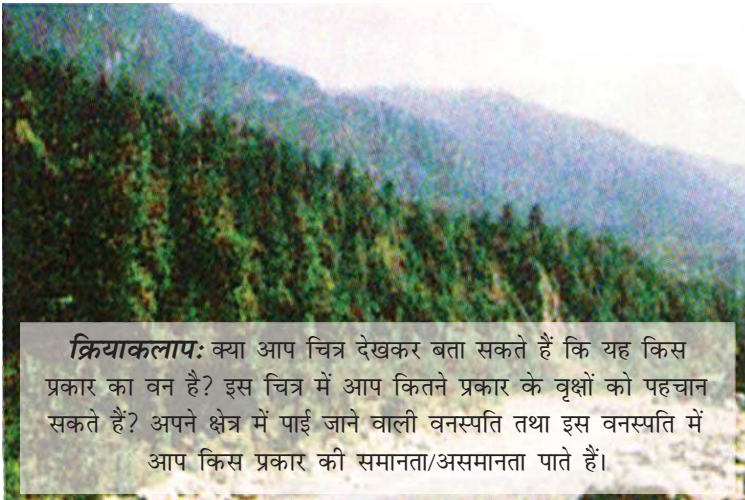 क्रियाकलाप: क्या आप चित्र देखकर बता सकते हैं कि यह किस
प्रकार का वन है? इस चित्र में आप कितने प्रकार के वृक्षों को पहचान
सकते हैं? अपने क्षेत्र में पाई जाने वाली वनस्पति तथा इस वनस्पति में
आप किस प्रकार की समानता/असमानता पाते हैं।